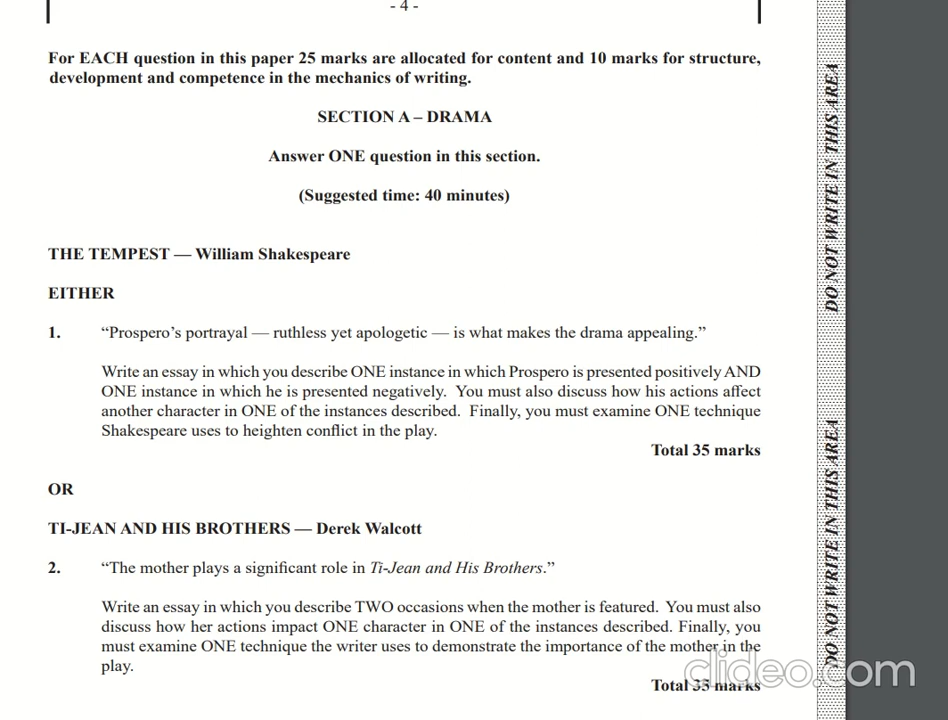 - 4 -
For EACH question in this paper 25 marks are allocated for content and 10 marks for structure,
development and competence in the mechanics of writing.
SECTION A – DRAMA
Answer ONE question in this section.
(Suggested time: 40 minutes)
THE TEMPEST — William Shakespeare
EITHER
1. “Prospero’s portrayal — ruthless yet apologetic — is what makes the drama appealing.”
Write an essay in which you describe ONE instance in which Prospero is presented positively AND
ONE instance in which he is presented negatively. You must also discuss how his actions affect
another character in ONE of the instances described. Finally, you must examine ONE technique
Shakespeare uses to heighten conflict in the play.
Total 35 marks
OR
TI-JEAN AND HIS BROTHERS — Derek Walcott
2. “The mother plays a significant role in Ti-Jean and His Brothers.”
Write an essay in which you describe TWO occasions when the mother is featured. You must also
discuss how her actions impact ONE character in ONE of the instances described. Finally, you
must examine ONE technique the writer uses to demonstrate the importance of the mother in the
play.
Total 35 marks
DO NOT WRITE IN THIS AREA
DO NOT WRITE IN THIS AREA
clideo.com